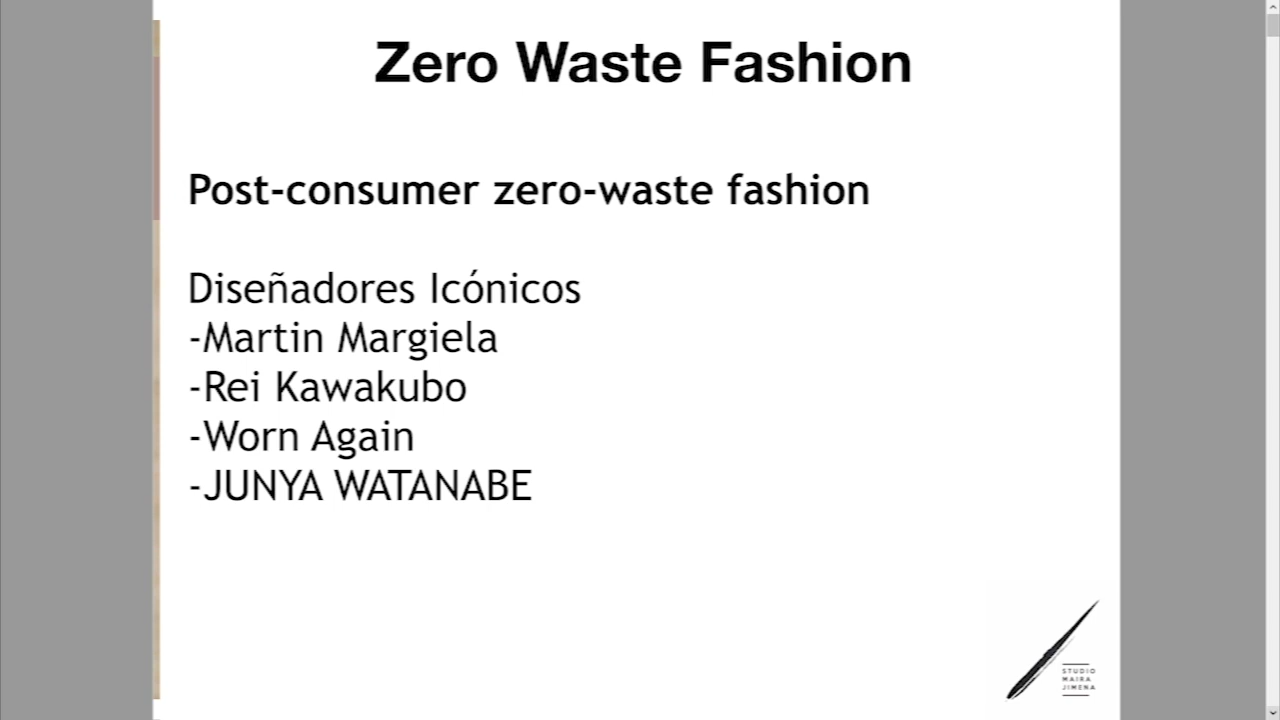 Zero Waste Fashion
Post-consumer zero-waste fashion
Diseñadores Icónicos
-Martin Margiela
-Rei Kawakubo
-Worn Again
-JUNYA WATANABE
STUDIO
MAIRA
JIMENA